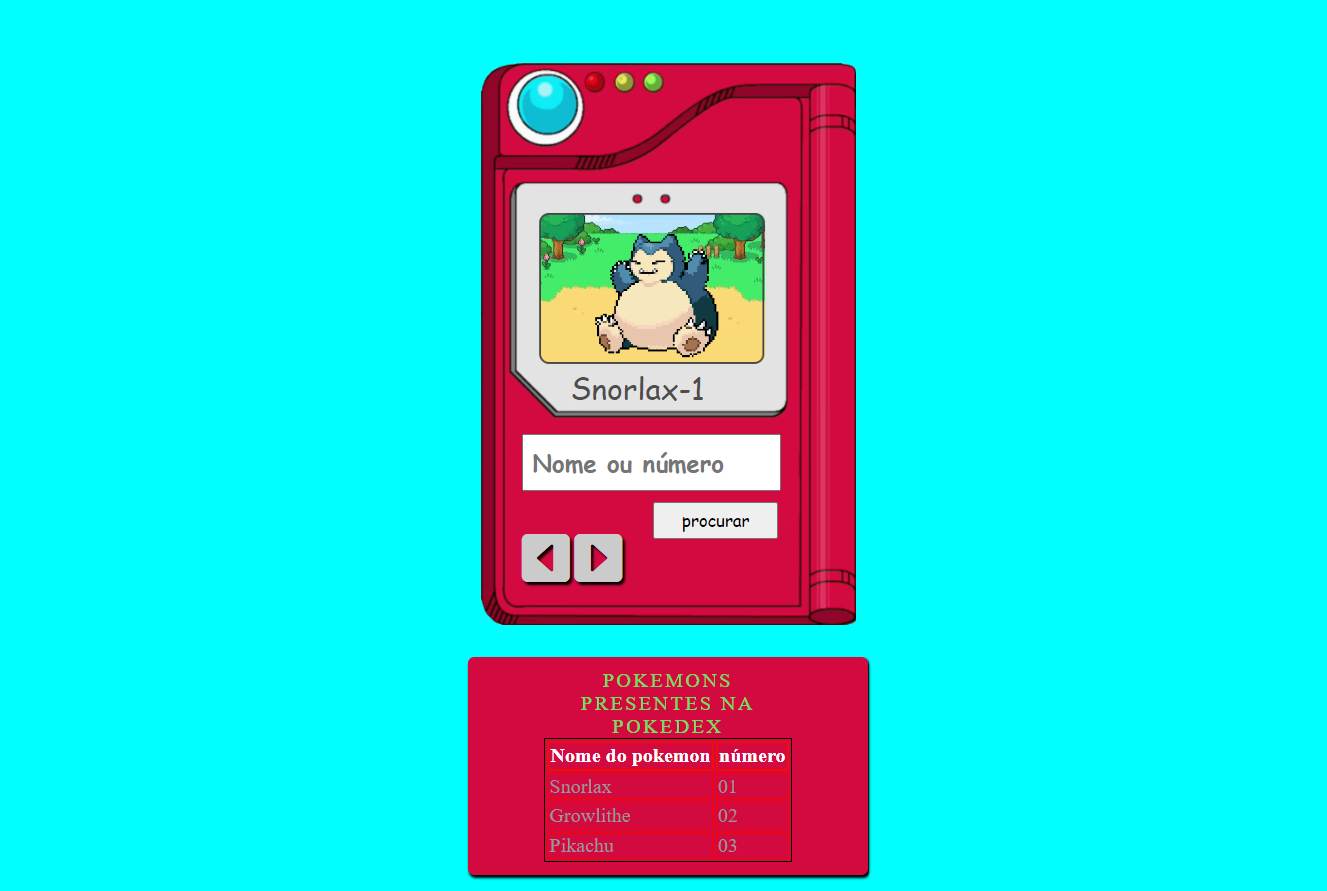 Snorlax-1
Nome ou número
procurar
POKEMONS
PRESENTES NA
POKEDEX
Nome do pokemon número
Snorlax 01
Growlithe 02
Pikachu 03